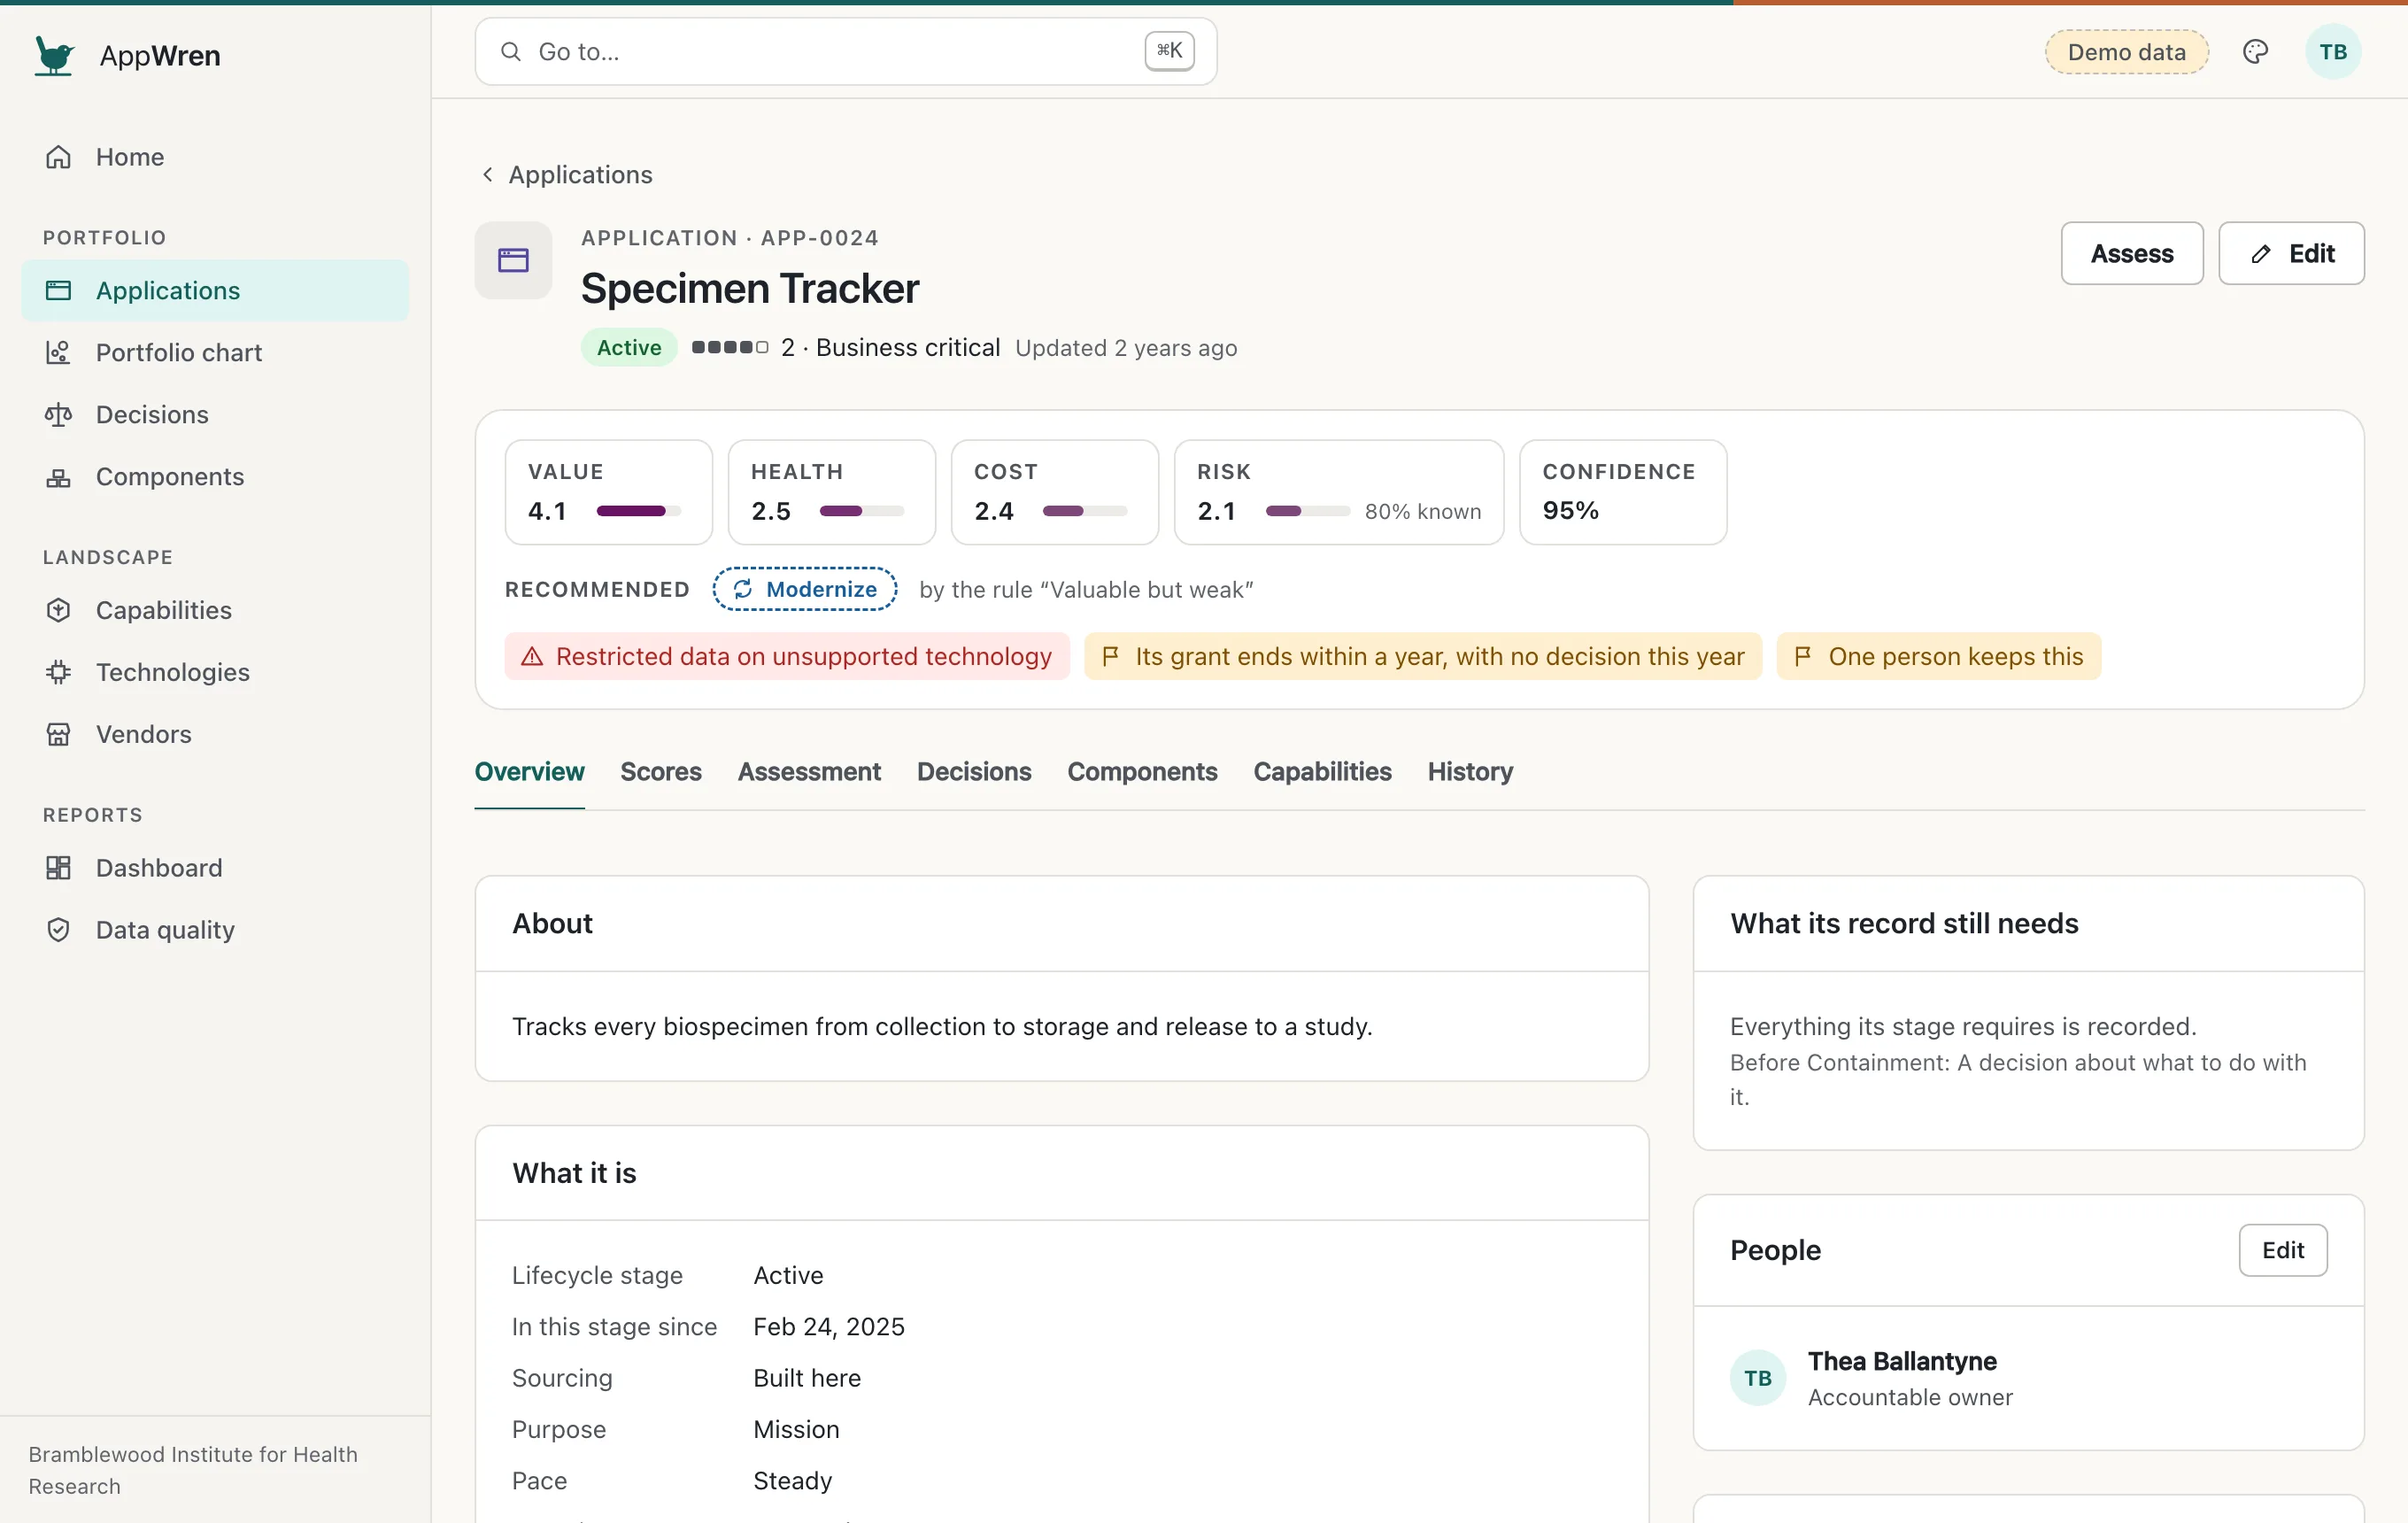 AppWren
Go to...
⌘K
Demo data
TB
Home
PORTFOLIO
Applications
Portfolio chart
Decisions
Components
LANDSCAPE
Capabilities
Technologies
Vendors
REPORTS
Dashboard
Data quality
Bramblewood Institute for Health
Research
Applications
APPLICATION · APP-0024
Specimen Tracker
Assess
Edit
Active 2 · Business critical Updated 2 years ago
VALUE
4.1
HEALTH
2.5
COST
2.4
RISK
2.1 80% known
CONFIDENCE
95%
RECOMMENDED Modernize by the rule “Valuable but weak”
Restricted data on unsupported technology
Its grant ends within a year, with no decision this year
One person keeps this
Overview Scores Assessment Decisions Components Capabilities History
About
Tracks every biospecimen from collection to storage and release to a study.
What it is
Lifecycle stage Active
In this stage since Feb 24, 2025
Sourcing Built here
Purpose Mission
Pace Steady
What its record still needs
Everything its stage requires is recorded.
Before Containment: A decision about what to do with
it.
People
Edit
TB
Thea Ballantyne
Accountable owner